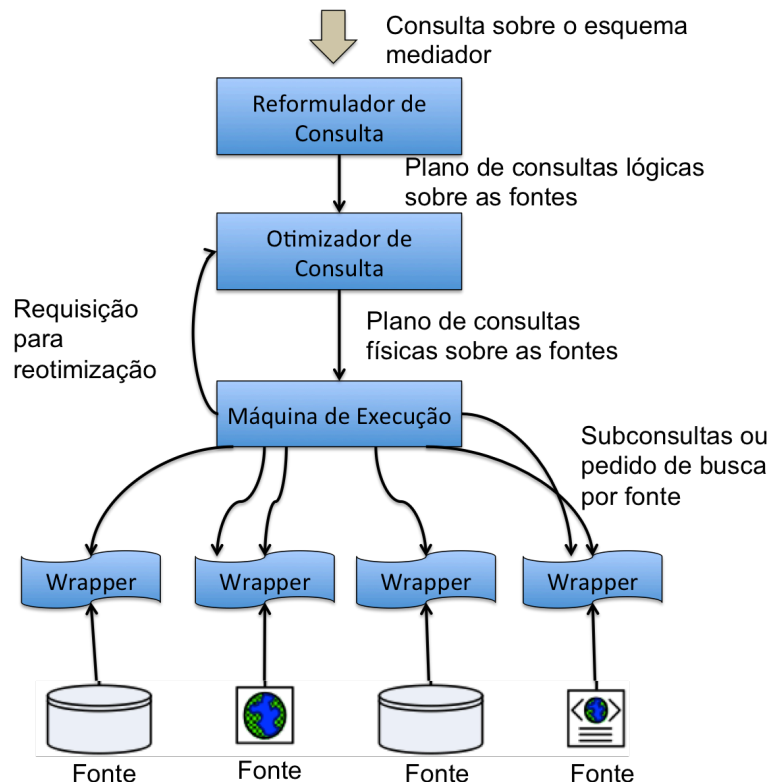 Consulta sobre o esquema
mediador
Reformulador de
Consulta
Plano de consultas lógicas
sobre as fontes
Otimizador de
Consulta
Requisição
para
reotimização
Plano de consultas
físicas sobre as fontes
Máquina de Execução
Subconsultas ou
pedido de busca
por fonte
Wrapper
Wrapper
Wrapper
Wrapper
Fonte
Fonte
Fonte
Fonte